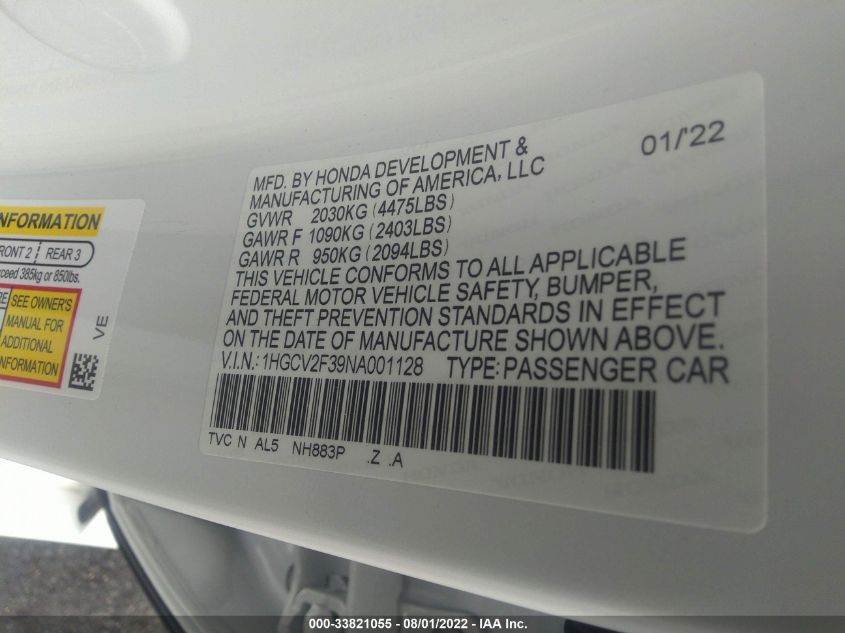 NFORMATION
RONT 2 REAR 3
ceed 385kg or 850lbs.
RE SEE OWNER'S
MANUAL FOR
ADDITIONAL
INFORMATION
VE
01/'22
MFD. BY HONDA DEVELOPMENT &
MANUFACTURING OF AMERICA, LLC
GVWR 2030KG (4475LBS)
GAWR F 1090KG (2403LBS)
GAWR R 950KG (2094LBS)
THIS VEHICLE CONFORMS TO ALL APPLICABLE
FEDERAL MOTOR VEHICLE SAFETY, BUMPER,
AND THEFT PREVENTION STANDARDS IN EFFECT
ON THE DATE OF MANUFACTURE SHOWN ABOVE.
V.I.N.: 1HGCV2F39NA001128 TYPE: PASSENGER CAR
TVC N AL5 NH883P .Z .A
000-33821055 - 08/01/2022 - IAA Inc.